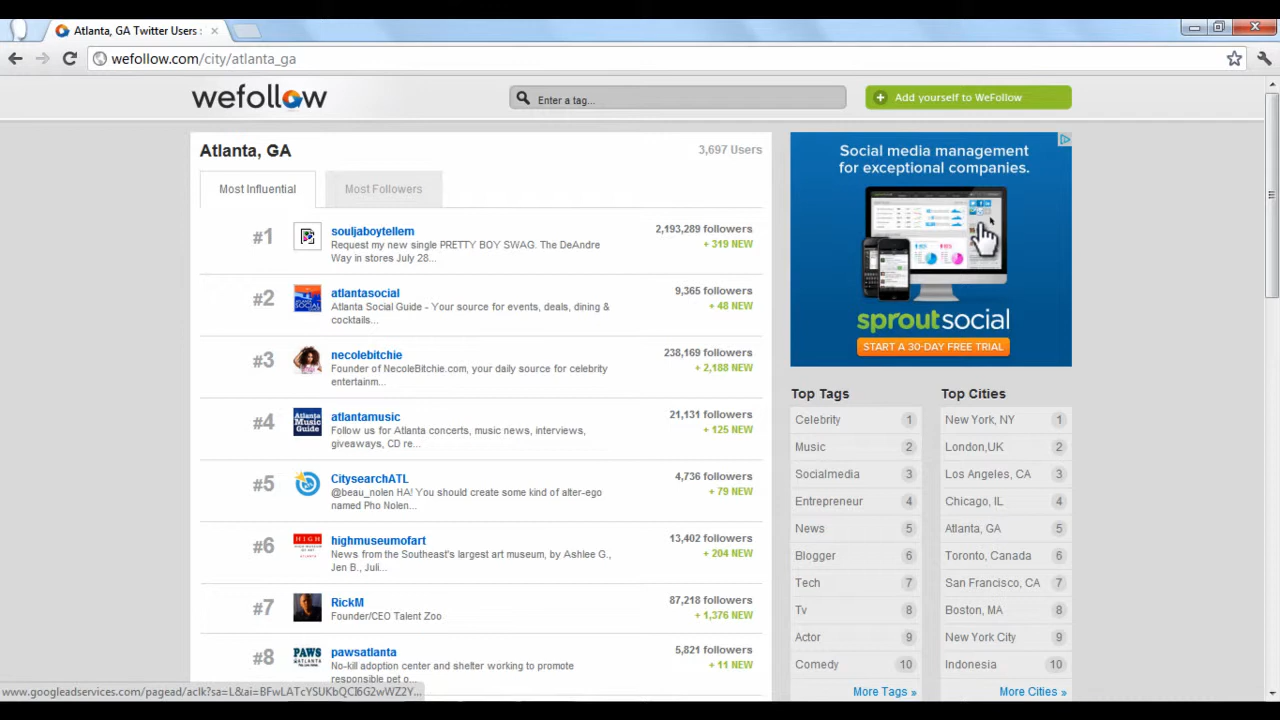 Atlanta, GA Twitter Users :
wefollow.com/city/atlanta_ga
wefollow
Enter a tag...
Add yourself to WeFollow
Atlanta, GA
3,697 Users
Most Influential
Most Followers
#1
souljaboytellem
Request my new single PRETTY BOY SWAG. The DeAndre
Way in stores July 28...
2,193,289 followers
+ 319 NEW
#2
atlantasocial
Atlanta Social Guide - Your source for events, deals, dining &
cocktails...
9,365 followers
+ 48 NEW
#3
necolebitchie
Founder of NecoleBitchie.com, your daily source for celebrity
entertainm...
238,169 followers
+ 2,188 NEW
#4
atlantamusic
Follow us for Atlanta concerts, music news, interviews,
giveaways, CD re...
21,131 followers
+ 125 NEW
#5
CitysearchATL
@beau_nolen HA! You should create some kind of alter-ego
named Pho Nolen...
4,736 followers
+ 79 NEW
#6
highmuseumofart
News from the Southeast's largest art museum, by Ashlee G.,
Jen B., Juli...
13,402 followers
+ 204 NEW
#7
RickM
Founder/CEO Talent Zoo
87,218 followers
+ 1,376 NEW
#8
pawsatlanta
No-kill adoption center and shelter working to promote
responsible pet o...
5,821 followers
+ 11 NEW
Social media management
for exceptional companies.
sproutsocial
START A 30-DAY FREE TRIAL
Top Tags
Celebrity 1
Music 2
Socialmedia 3
Entrepreneur 4
News 5
Blogger 6
Tech 7
Tv 8
Actor 9
Comedy 10
More Tags »
Top Cities
New York, NY 1
London,UK 2
Los Angeles, CA 3
Chicago, IL 4
Atlanta, GA 5
Toronto, Canada 6
San Francisco, CA 7
Boston, MA 8
New York City 9
Indonesia 10
More Cities »